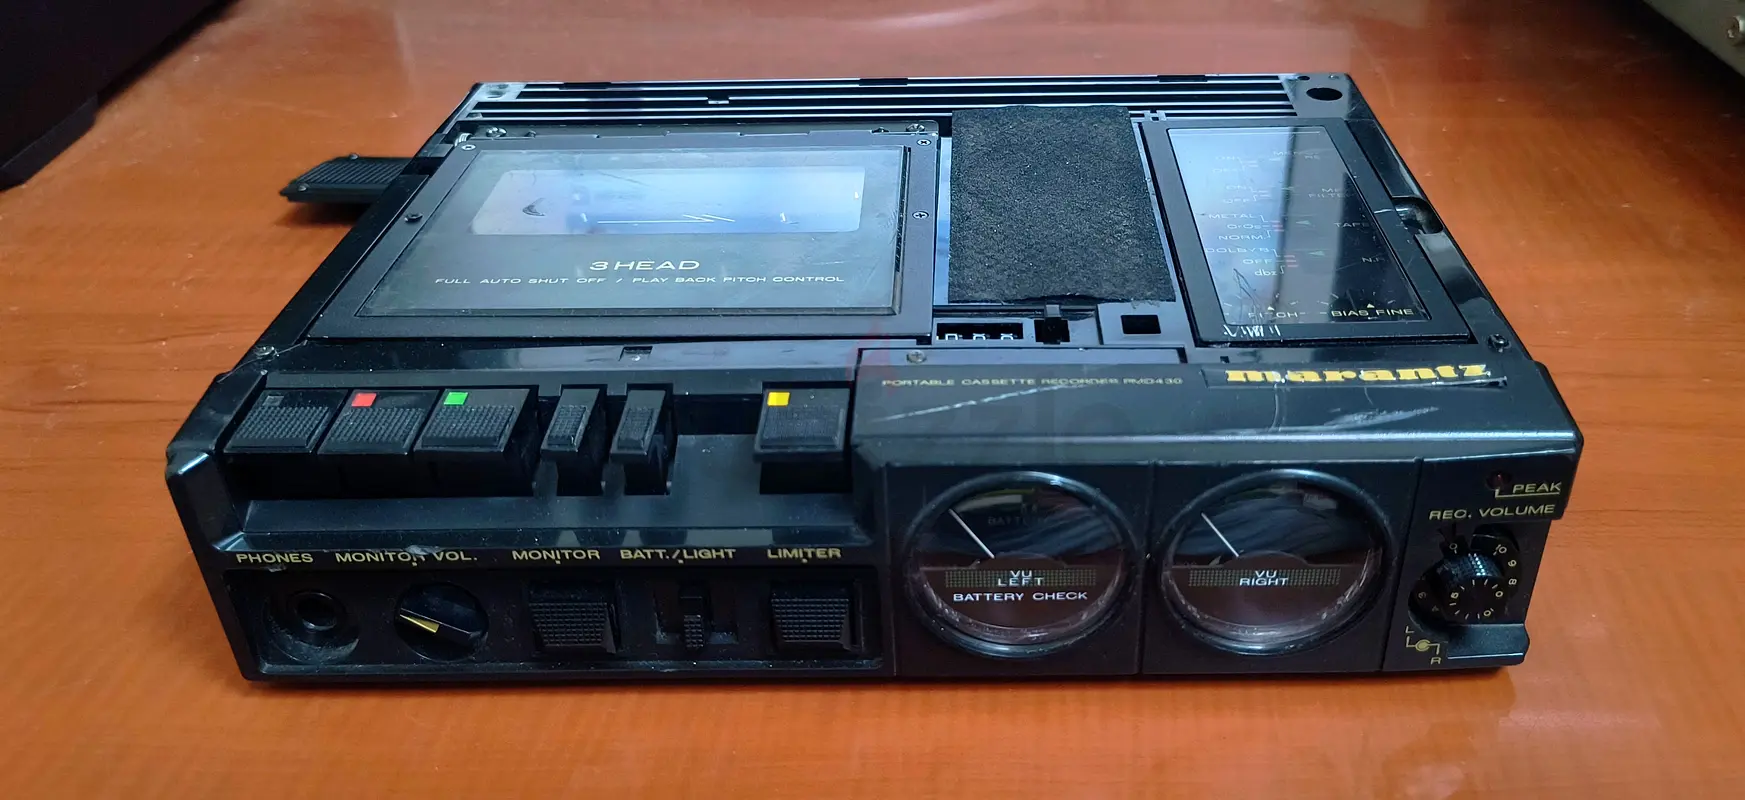 3 HEAD
FULL AUTO SHUT OFF / PLAY BACK PITCH CONTROL
METAL
NORM.
TAPE
DOLBY B
OFF
dbx
N.R
PITCH
BIAS FINE
PORTABLE CASSETTE RECORDER PMD430
marantz
PEAK
REC. VOLUME
PHONES
MONITOR VOL.
MONITOR
BATT./LIGHT
LIMITER
VU
LEFT
BATTERY CHECK
VU
RIGHT
L
R